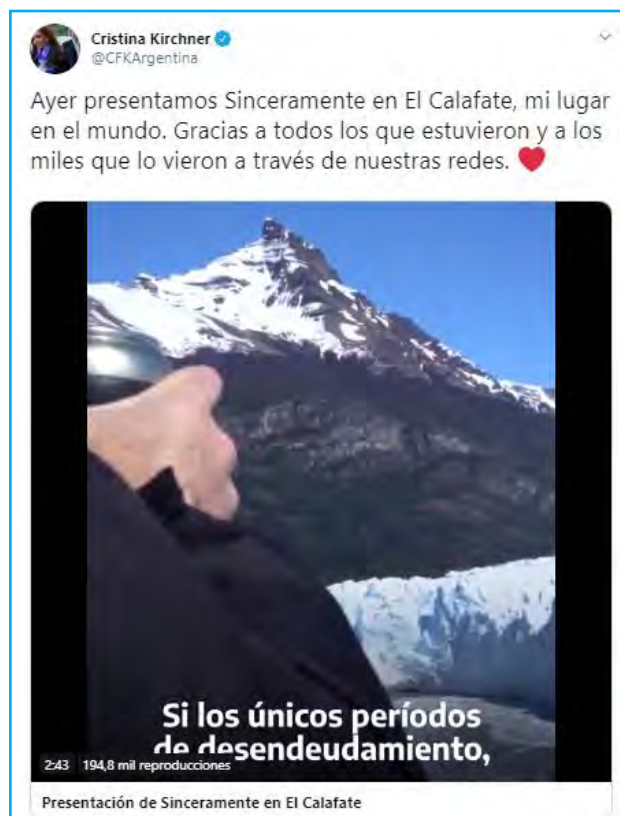 Cristina Kirchner
@CFKArgentina
Ayer presentamos Sinceramente en El Calafate, mi lugar
en el mundo. Gracias a todos los que estuvieron y a los
miles que lo vieron a través de nuestras redes. ❤
Si los únicos períodos
de desendeudamiento,
2:43 194,8 mil reproducciones
Presentación de Sinceramente en El Calafate